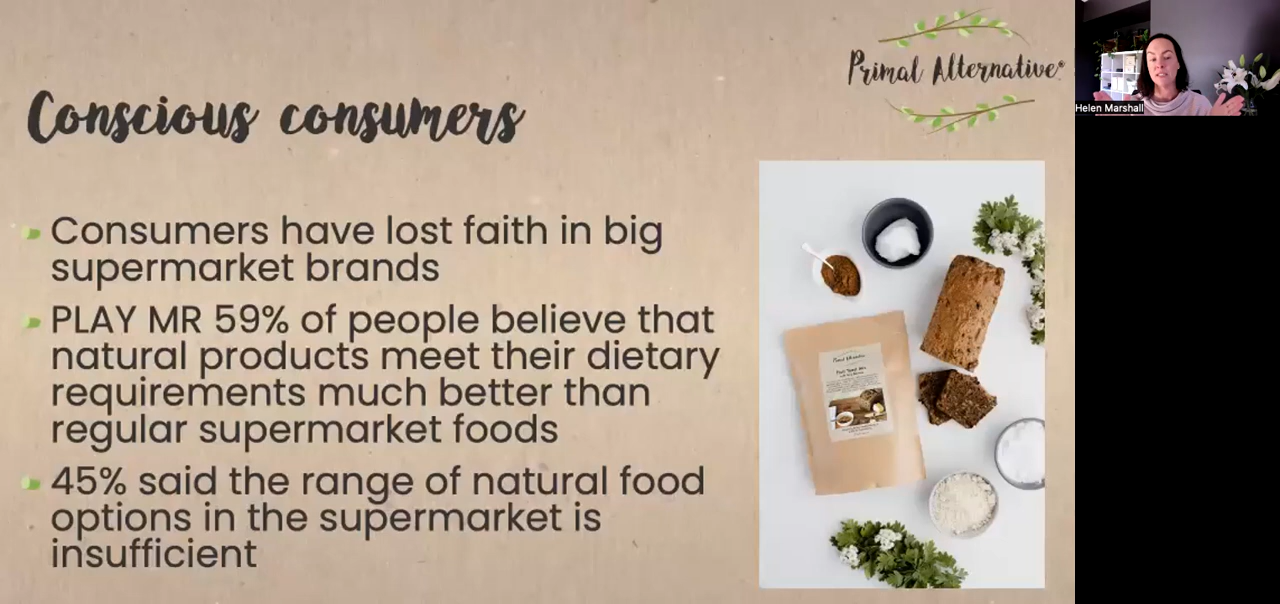 Primal Alternative®
Helen Marshall
Conscious consumers
Consumers have lost faith in big
supermarket brands
PLAY MR 59% of people believe that
natural products meet their dietary
requirements much better than
regular supermarket foods
45% said the range of natural food
options in the supermarket is
insufficient
Primal Alternative